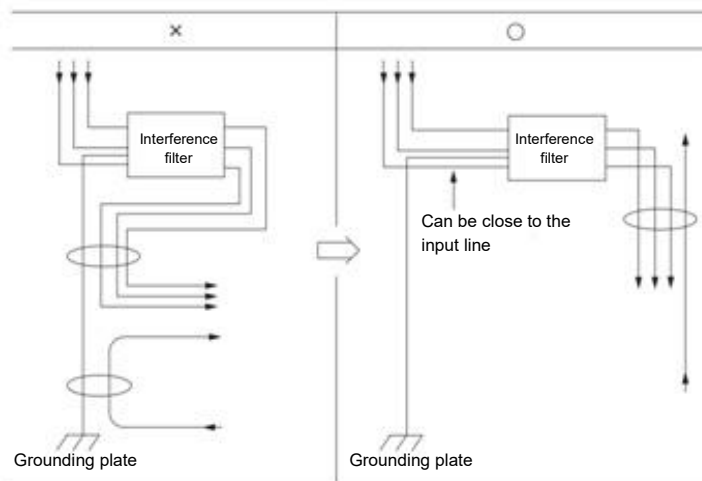 ×
○
Interference
filter
Grounding plate
Interference
filter
Can be close to the
input line
Grounding plate